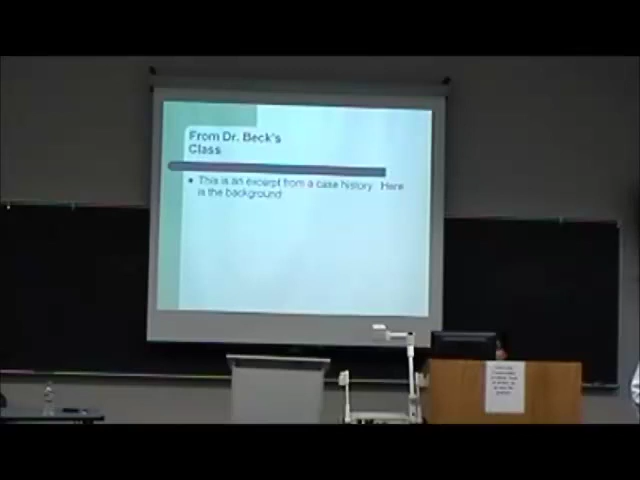 From Dr. Beck's
Class
• This is an excerpt from a case history. Here
is the background: